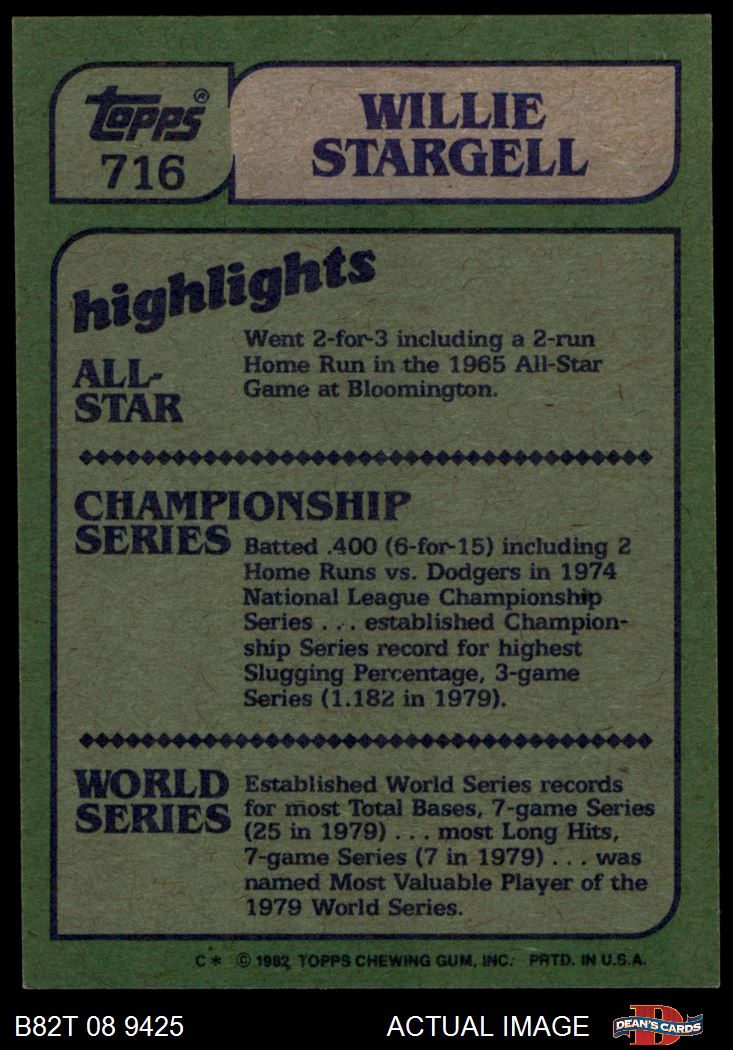 Topps®
716
WILLIE
STARGELL
highlights
ALL-
STAR
Went 2-for-3 including a 2-run
Home Run in the 1965 All-Star
Game at Bloomington.
CHAMPIONSHIP
SERIES
Batted .400 (6-for-15) including 2
Home Runs vs. Dodgers in 1974
National League Championship
Series . . . established Champion-
ship Series record for highest
Slugging Percentage, 3-game
Series (1.182 in 1979).
WORLD
SERIES
Established World Series records
for most Total Bases, 7-game Series
(25 in 1979) . . . most Long Hits,
7-game Series (7 in 1979) . . . was
named Most Valuable Player of the
1979 World Series.
C* © 1982 TOPPS CHEWING GUM, INC. PRTD. IN U.S.A.
B82T 08 9425 ACTUAL IMAGE
D
DEAN'S CARDS